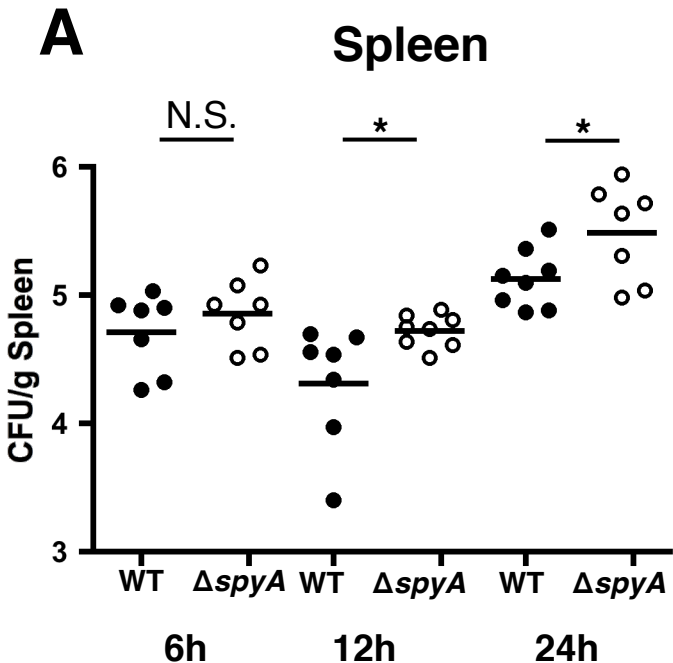 A
Spleen
N.S.
*
*
CFU/g Spleen
6
5
4
3
WT ΔspyA WT ΔspyA WT ΔspyA
6h 12h 24h